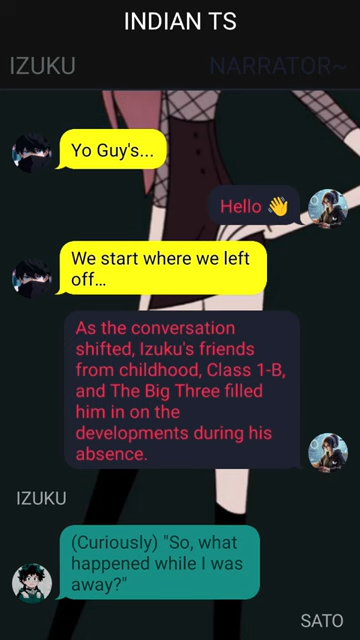 INDIAN TS
IZUKU NARRATOR~
Yo Guy's...
Hello 👋
We start where we left
off...
As the conversation
shifted, Izuku's friends
from childhood, Class 1-B,
and The Big Three filled
him in on the
developments during his
absence.
IZUKU
(Curiously) "So, what
happened while I was
away?"
SATO